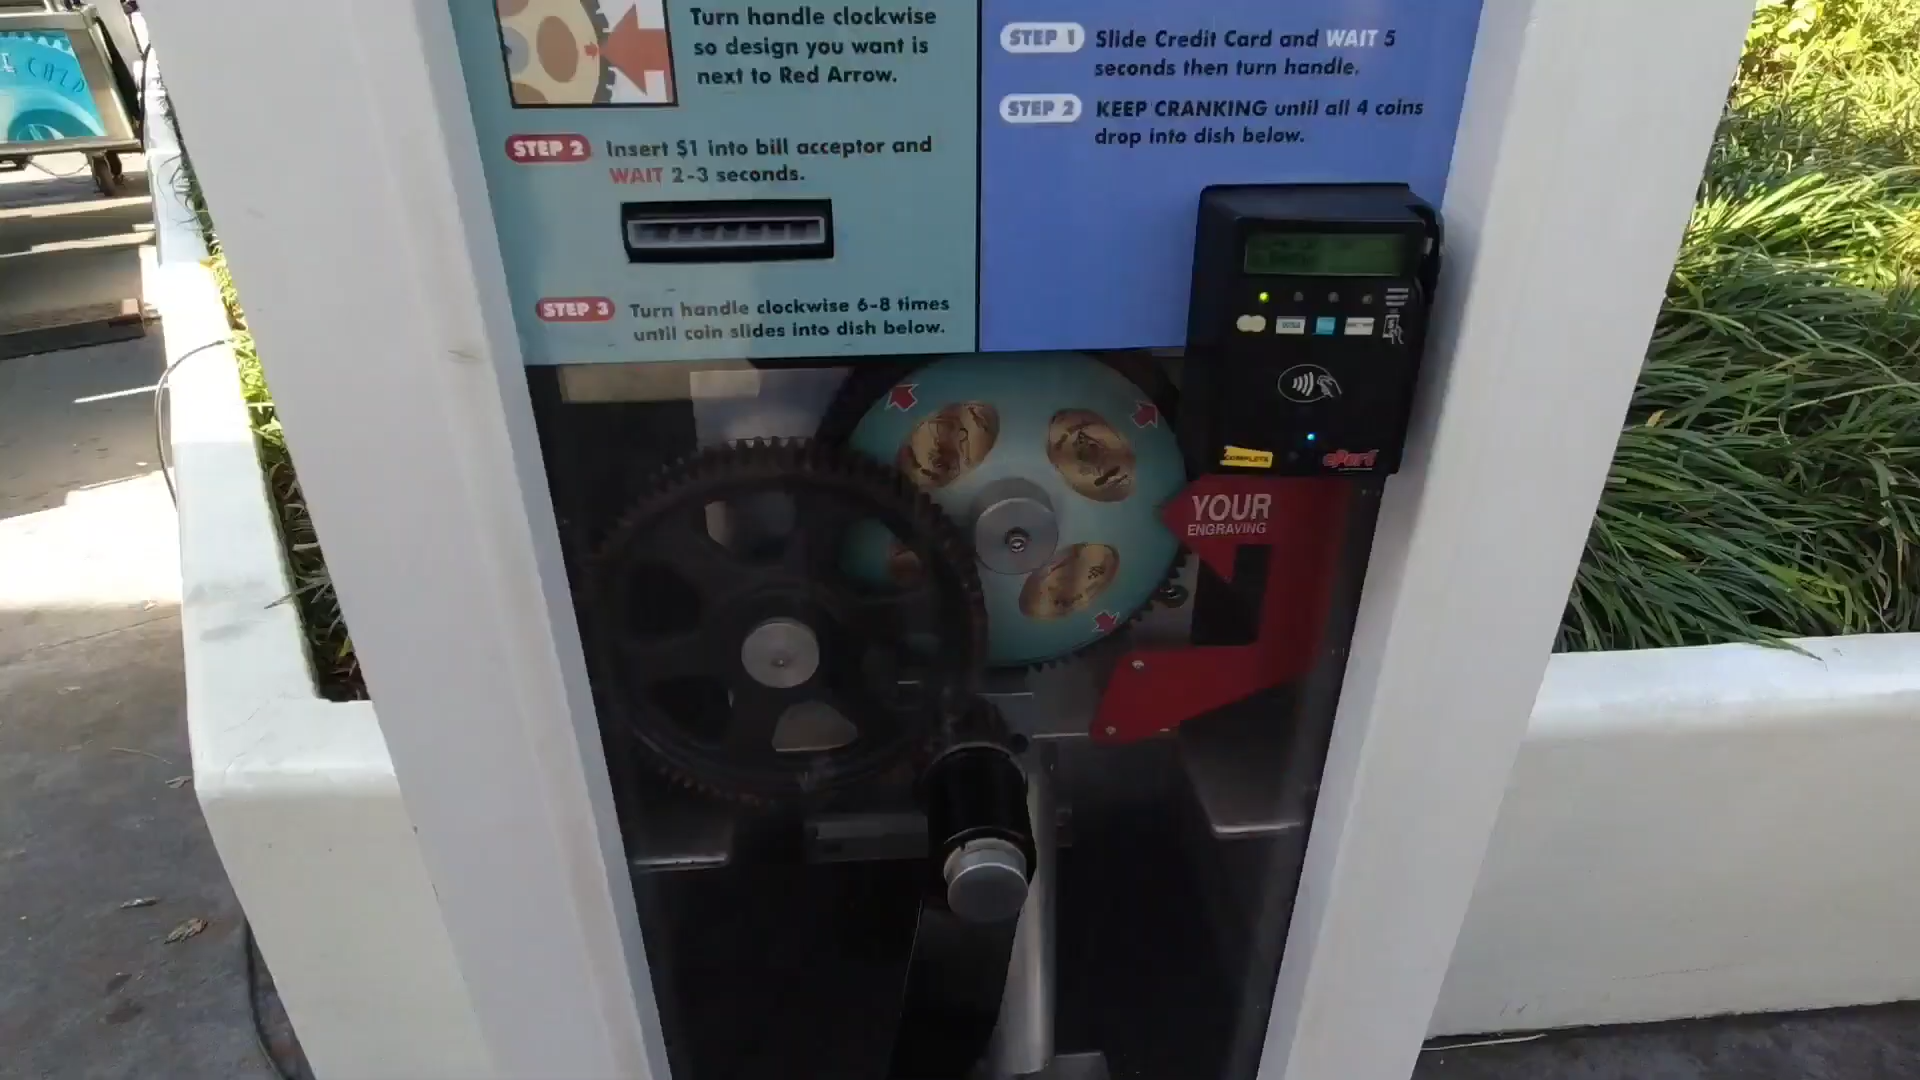 Turn handle clockwise
so design you want is
next to Red Arrow.
STEP 2 Insert $1 into bill acceptor and
WAIT 2-3 seconds.
STEP 3 Turn handle clockwise 6-8 times
until coin slides into dish below.
STEP 1 Slide Credit Card and WAIT 5
seconds then turn handle.
STEP 2 KEEP CRANKING until all 4 coins
drop into dish below.
COMPLETE
ePort
YOUR
ENGRAVING